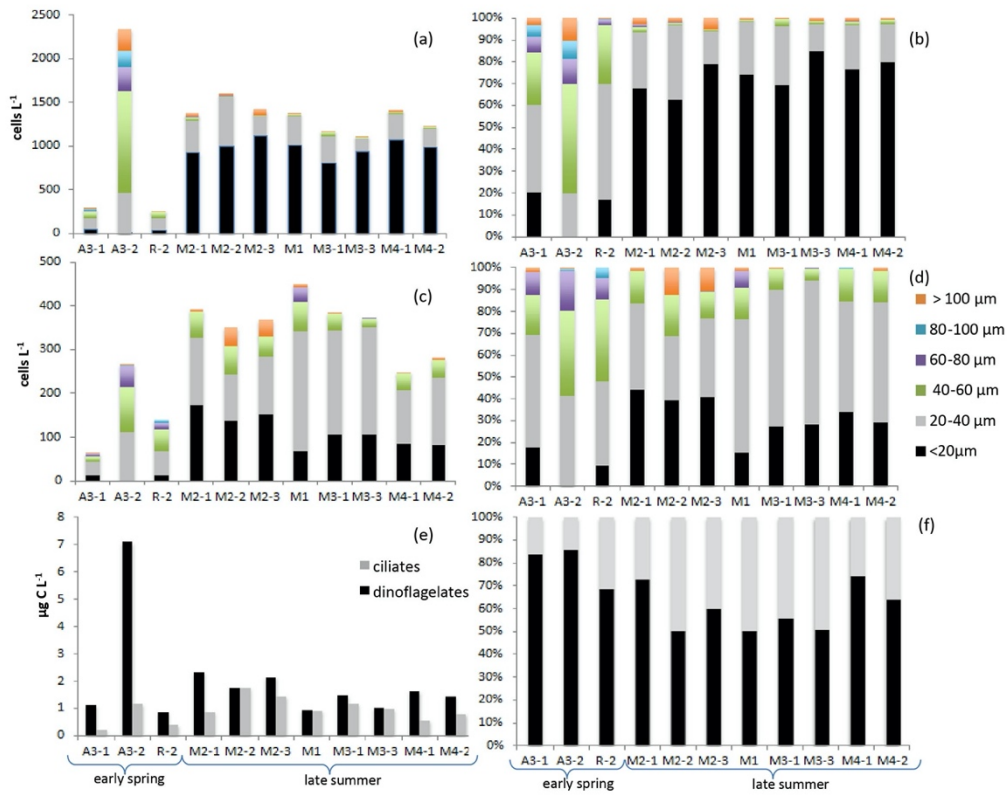 (a)
cells L-1
2500
2000
1500
1000
500
0
A3-1 A3-2 R-2 M2-1 M2-2 M2-3 M1 M3-1 M3-3 M4-1 M4-2
(b)
100%
90%
80%
70%
60%
50%
40%
30%
20%
10%
0%
A3-1 A3-2 R-2 M2-1 M2-2 M2-3 M1 M3-1 M3-3 M4-1 M4-2
(c)
cells L-1
500
400
300
200
100
0
A3-1 A3-2 R-2 M2-1 M2-2 M2-3 M1 M3-1 M3-3 M4-1 M4-2
(d)
100%
90%
80%
70%
60%
50%
40%
30%
20%
10%
0%
A3-1 A3-2 R-2 M2-1 M2-2 M2-3 M1 M3-1 M3-3 M4-1 M4-2
> 100 µm
80-100 µm
60-80 µm
40-60 µm
20-40 µm
<20µm
(e)
µg C L-1
8
7
6
5
4
3
2
1
0
ciliates
dinoflagelates
A3-1 A3-2 R-2 M2-1 M2-2 M2-3 M1 M3-1 M3-3 M4-1 M4-2
early spring late summer
(f)
100%
90%
80%
70%
60%
50%
40%
30%
20%
10%
0%
A3-1 A3-2 R-2 M2-1 M2-2 M2-3 M1 M3-1 M3-3 M4-1 M4-2
early spring late summer